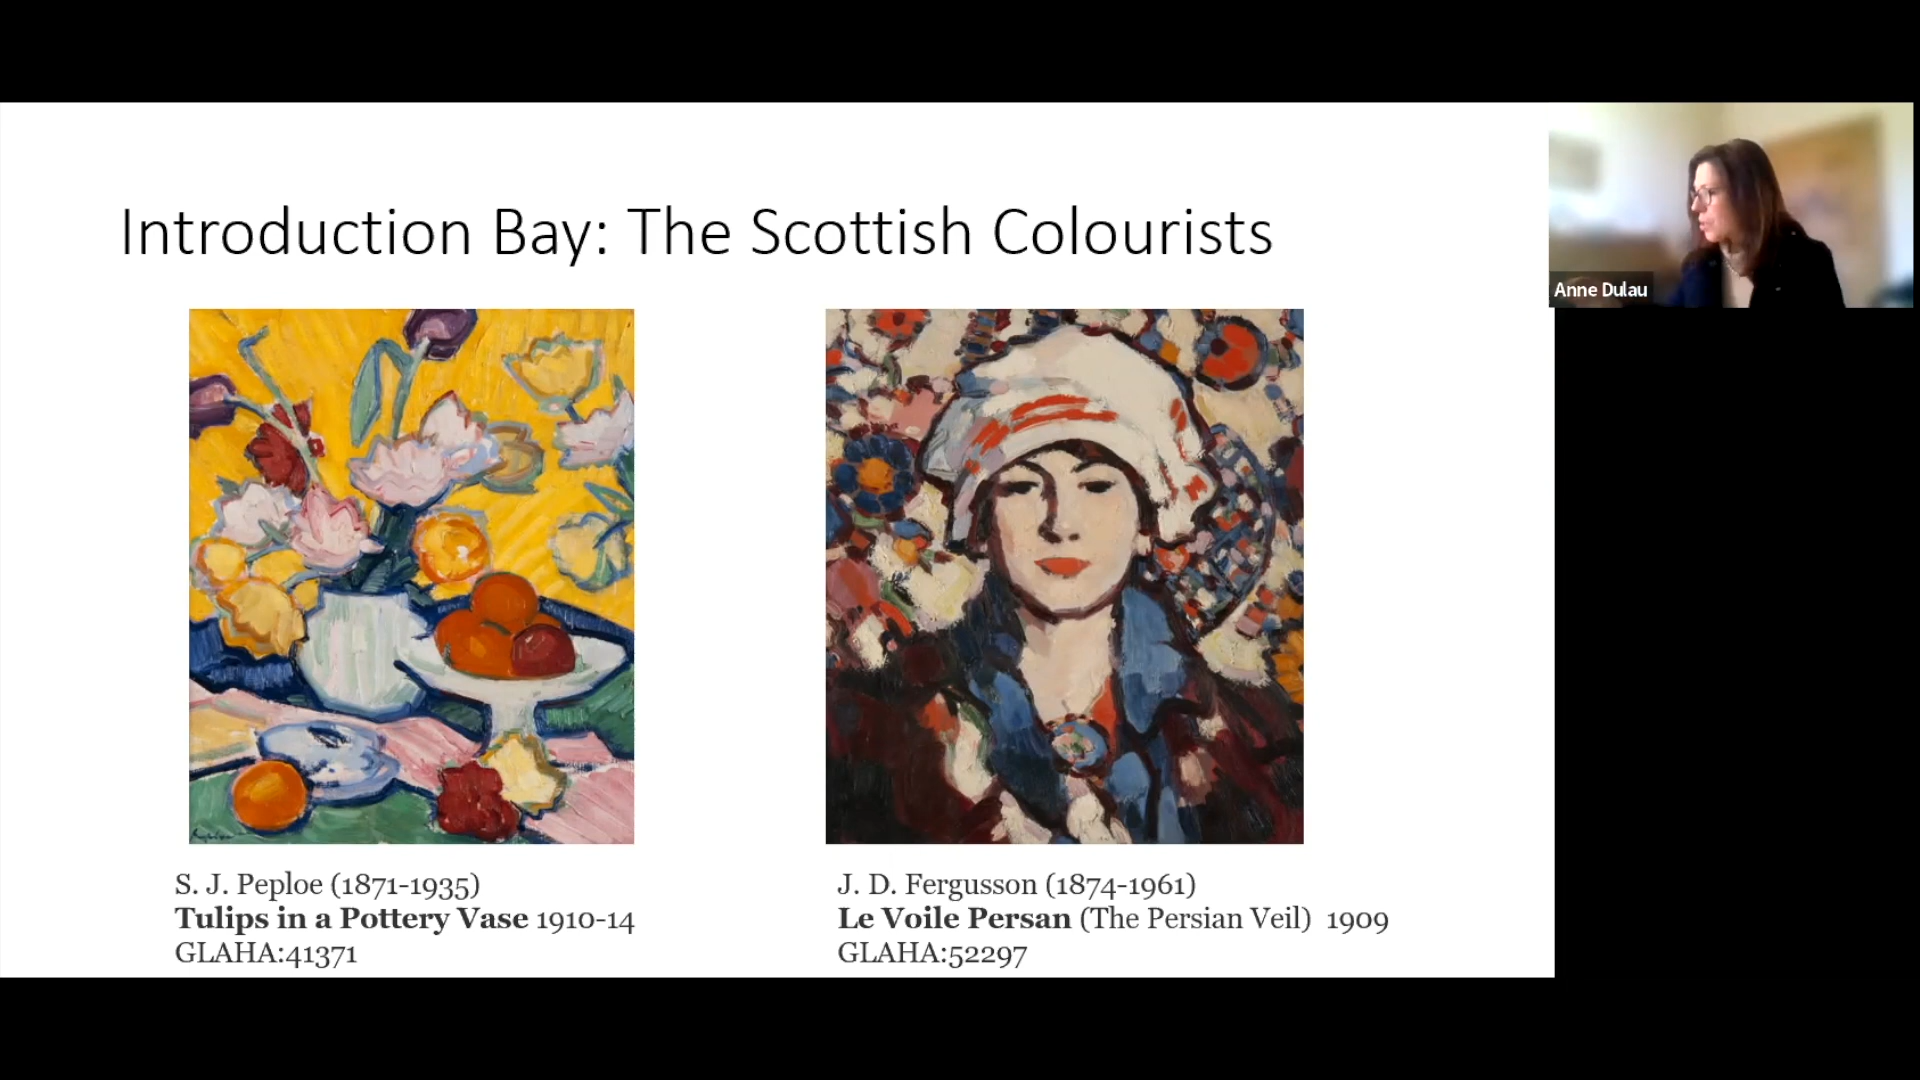 Introduction Bay: The Scottish Colourists
Anne Dulau
S. J. Peploe (1871-1935)
Tulips in a Pottery Vase 1910-14
GLAHA:41371
J. D. Fergusson (1874-1961)
Le Voile Persan (The Persian Veil) 1909
GLAHA:52297